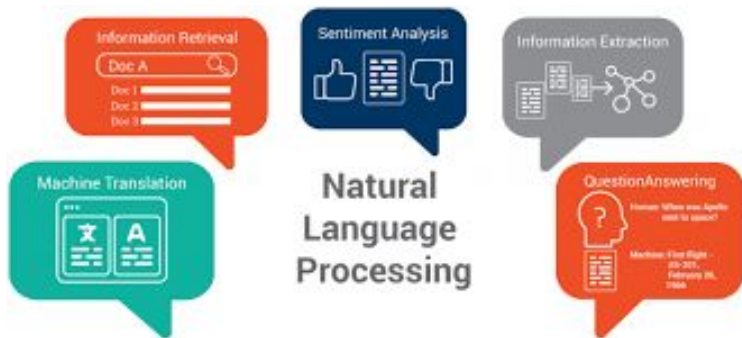 Information Retrieval
Doc A
Doc 1
Doc 2
Doc 3
Sentiment Analysis
Information Extraction
Machine Translation
文 A
Natural
Language
Processing
QuestionAnswering
?
Human: When was Apollo
sent to space?
Machine: First flight -
AS-201,
February 26,
1966